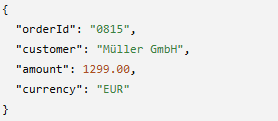 {
  "orderId": "0815",
  "customer": "Müller GmbH",
  "amount": 1299.00,
  "currency": "EUR"
}